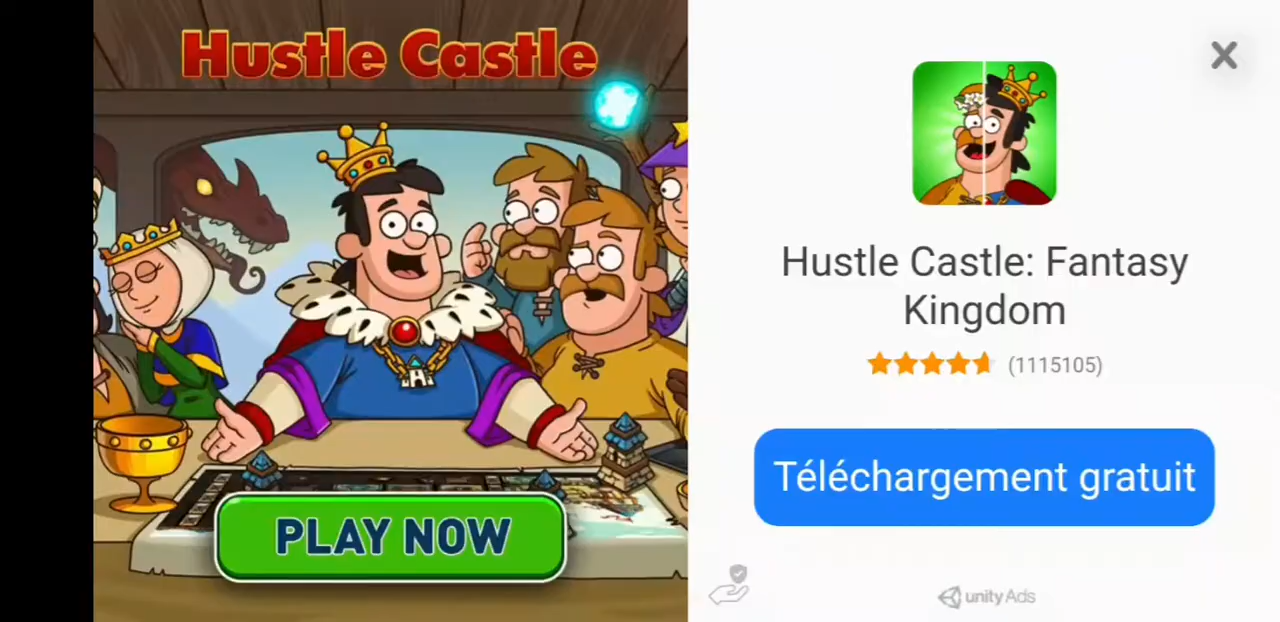 Hustle Castle
PLAY NOW
Hustle Castle: Fantasy
Kingdom
(1115105)
Téléchargement gratuit
unity Ads